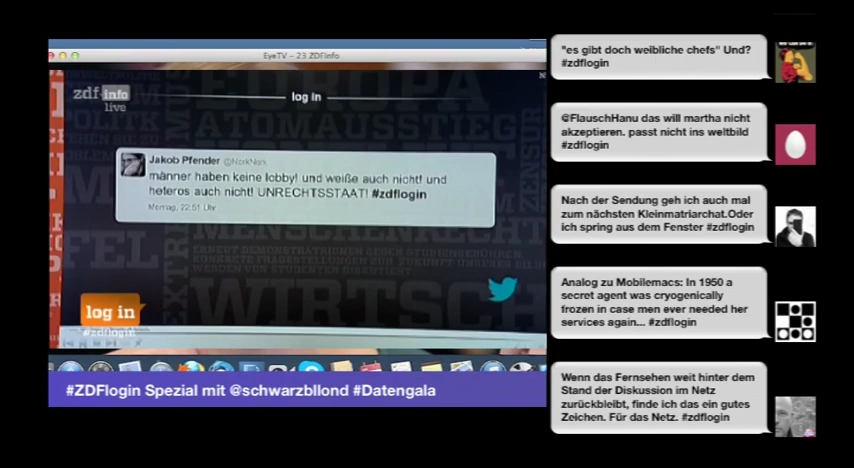 EyeTV – 23 ZDFinfo
zdf info
live
log in
EUROPA
ATOMAUSSTIEG
ZENSUR
Jakob Pfender @NorkNork
männer haben keine lobby! und weiße auch nicht! und
heteros auch nicht! UNRECHTSSTAAT! #zdflogin
Montag, 22:51 Uhr
MENSCHENRECHT
WIRTSCH
log in
#zdflogin
#ZDFlogin Spezial mit @schwarzbllond #Datengala
"es gibt doch weibliche chefs" Und?
#zdflogin
@FlauschHanu das will martha nicht
akzeptieren. passt nicht ins weltbild
#zdflogin
Nach der Sendung geh ich auch mal
zum nächsten Kleinmatriarchat.Oder
ich spring aus dem Fenster #zdflogin
Analog zu Mobilemacs: In 1950 a
secret agent was cryogenically
frozen in case men ever needed her
services again... #zdflogin
Wenn das Fernsehen weit hinter dem
Stand der Diskussion im Netz
zurückbleibt, finde ich das ein gutes
Zeichen. Für das Netz. #zdflogin